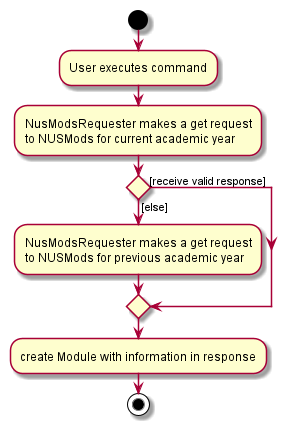 User executes command
NusModsRequester makes a get request
to NUSMods for current academic year
[receive valid response]
[else]
NusModsRequester makes a get request
to NUSMods for previous academic year
create Module with information in response